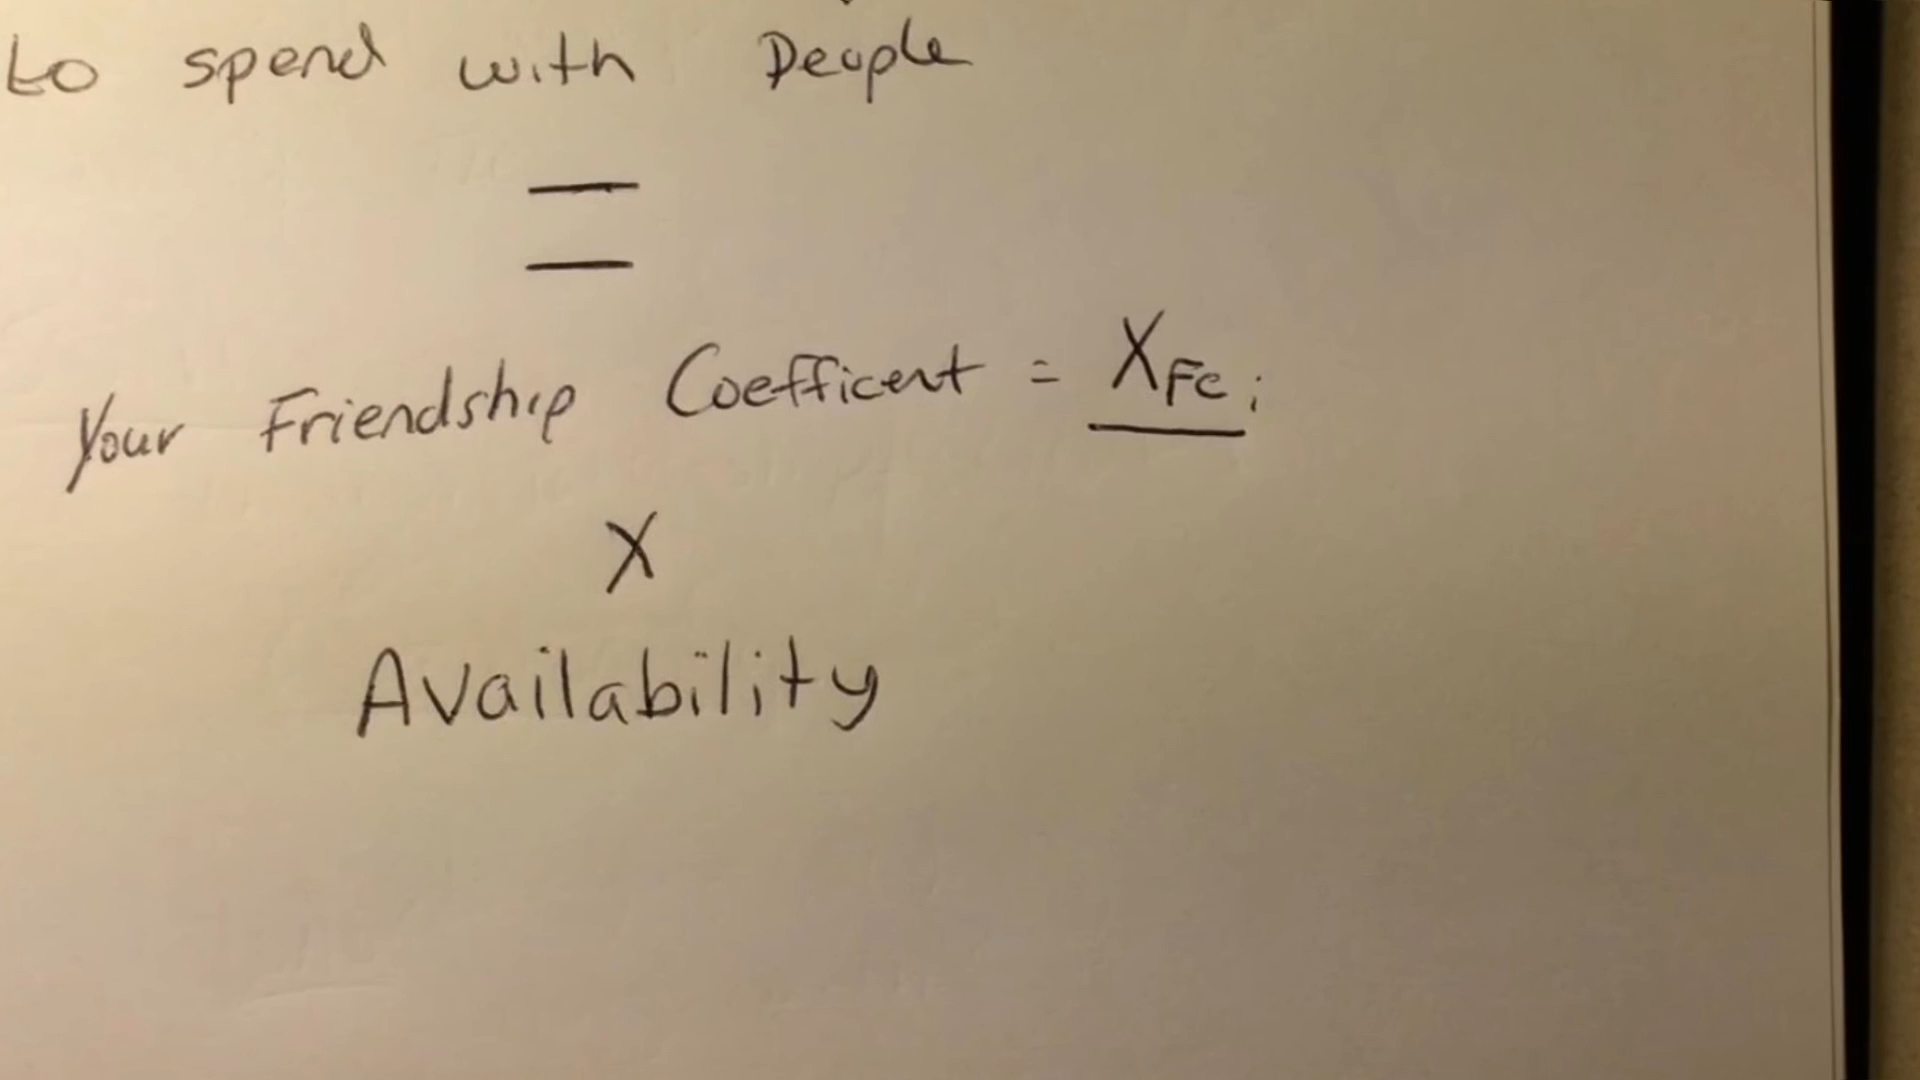 to spend with People
=
Your Friendship Coefficent = XFc;
X
Availability